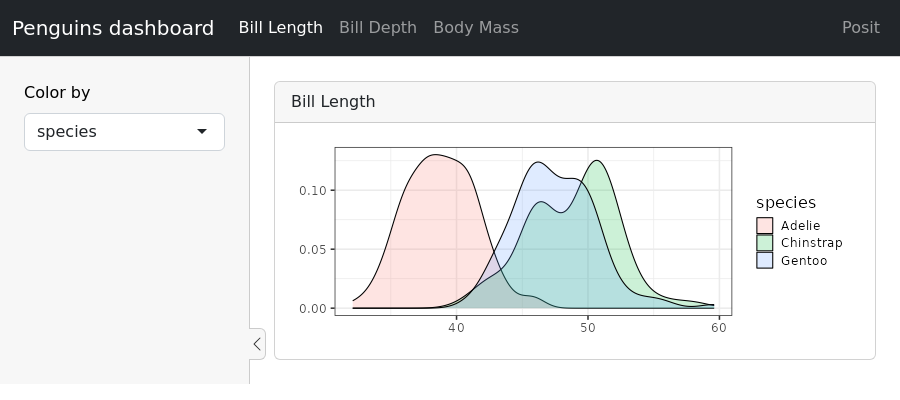 Penguins dashboard Bill Length Bill Depth Body Mass Posit
Color by
species
Bill Length
0.10
0.05
0.00
40 50 60
species
Adelie
Chinstrap
Gentoo